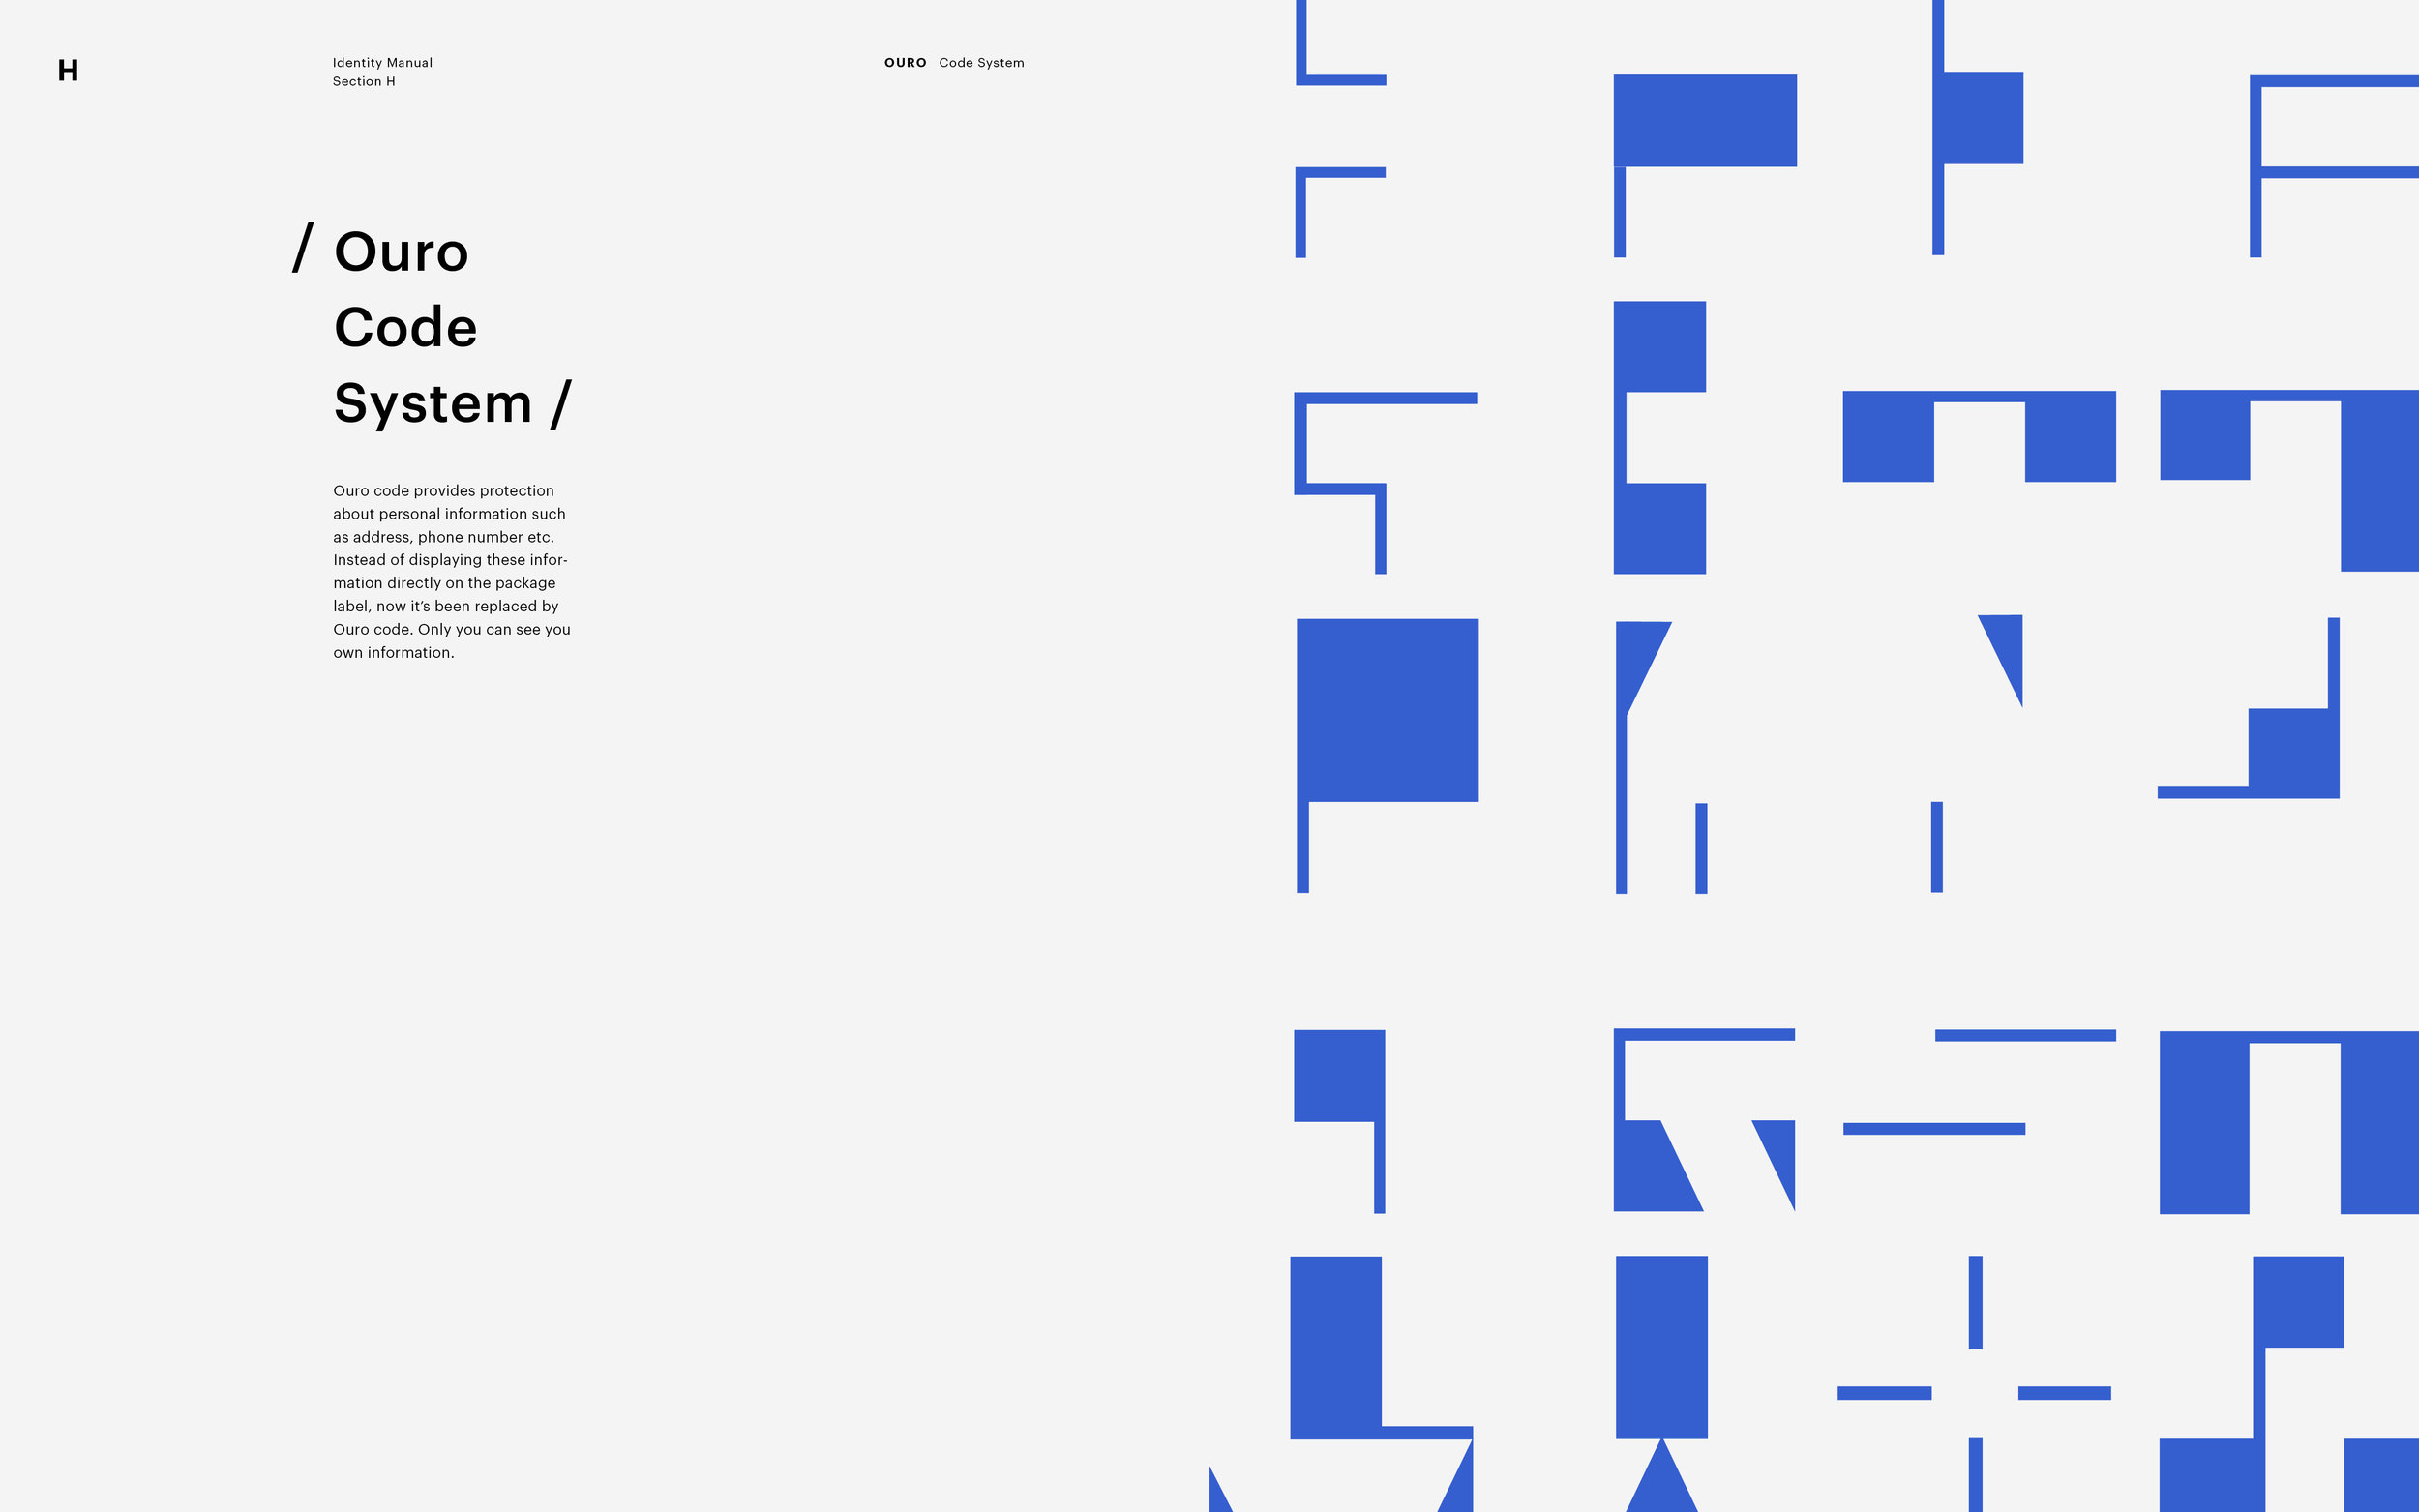 H
Identity Manual
Section H
OURO Code System
/ Ouro
Code
System /
Ouro code provides protection
about personal information such
as address, phone number etc.
Instead of displaying these infor-
mation directly on the package
label, now it’s been replaced by
Ouro code. Only you can see you
own information.